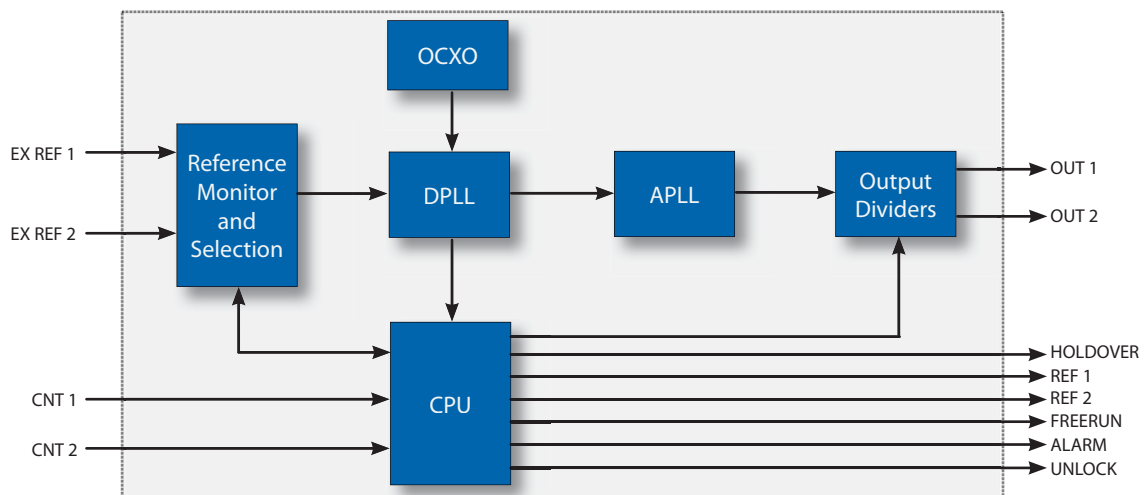 OCXO
EX REF 1
EX REF 2
Reference
Monitor
and
Selection
DPLL
APLL
Output
Dividers
OUT 1
OUT 2
CNT 1
CNT 2
CPU
HOLDOVER
REF 1
REF 2
FREERUN
ALARM
UNLOCK